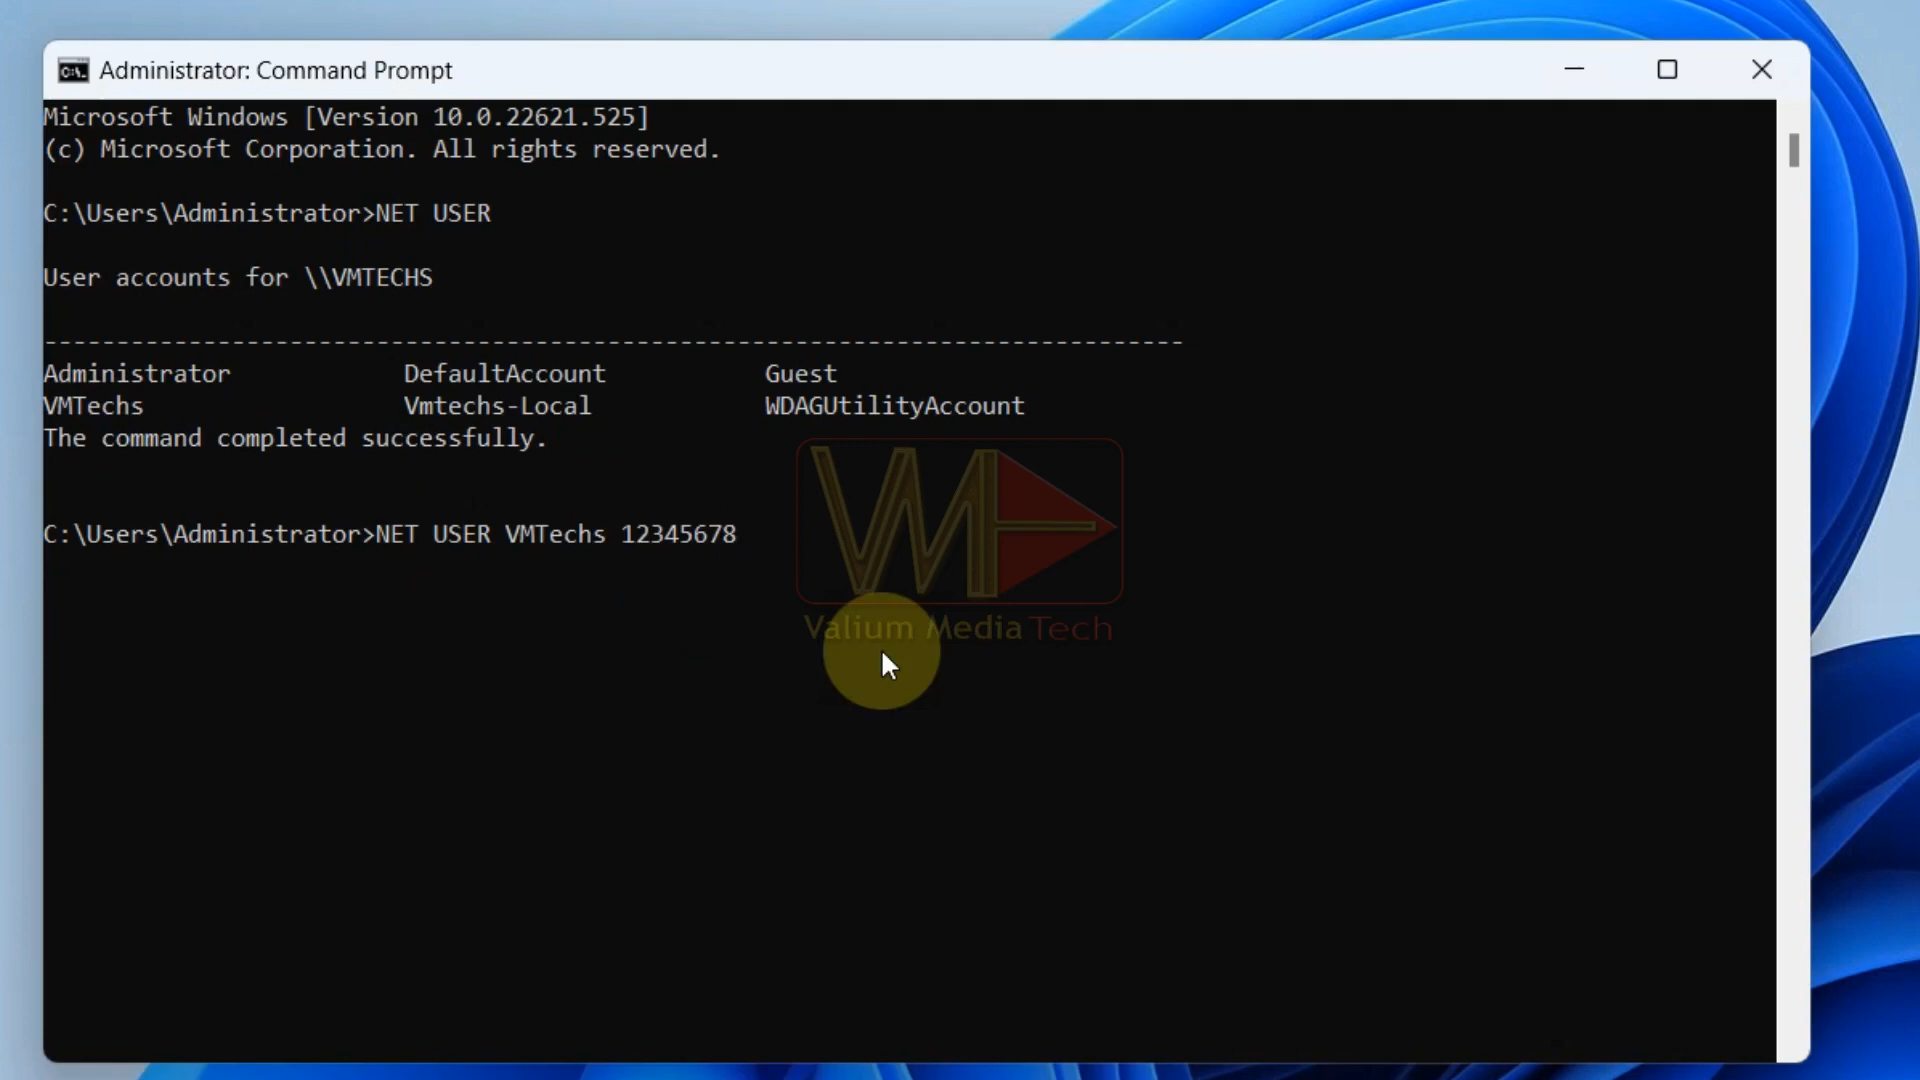 Administrator: Command Prompt
Microsoft Windows [Version 10.0.22621.525]
(c) Microsoft Corporation. All rights reserved.
C:\Users\Administrator>NET USER
User accounts for \\VMTECHS
-------------------------------------------------------------------------------
Administrator            DefaultAccount           Guest
VMTechs                  Vmtechs-Local            WDAGUtilityAccount
The command completed successfully.
C:\Users\Administrator>NET USER VMTechs 12345678
VM
Valium Media Tech